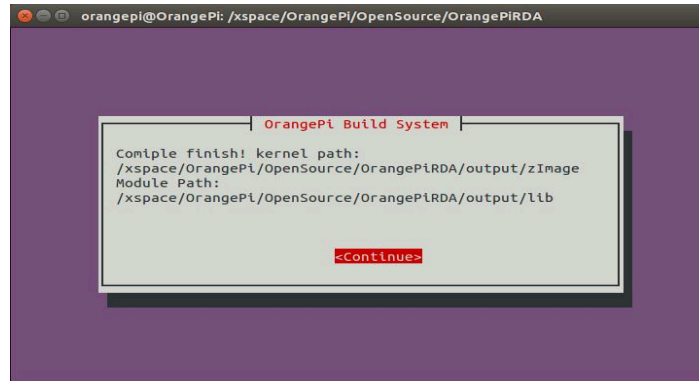 orangepi@OrangePi: /xspace/OrangePi/OpenSource/OrangePiRDA
OrangePi Build System
Comiple finish! kernel path:
/xspace/OrangePi/OpenSource/OrangePiRDA/output/zImage
Module Path:
/xspace/OrangePi/OpenSource/OrangePiRDA/output/lib
<Continue>